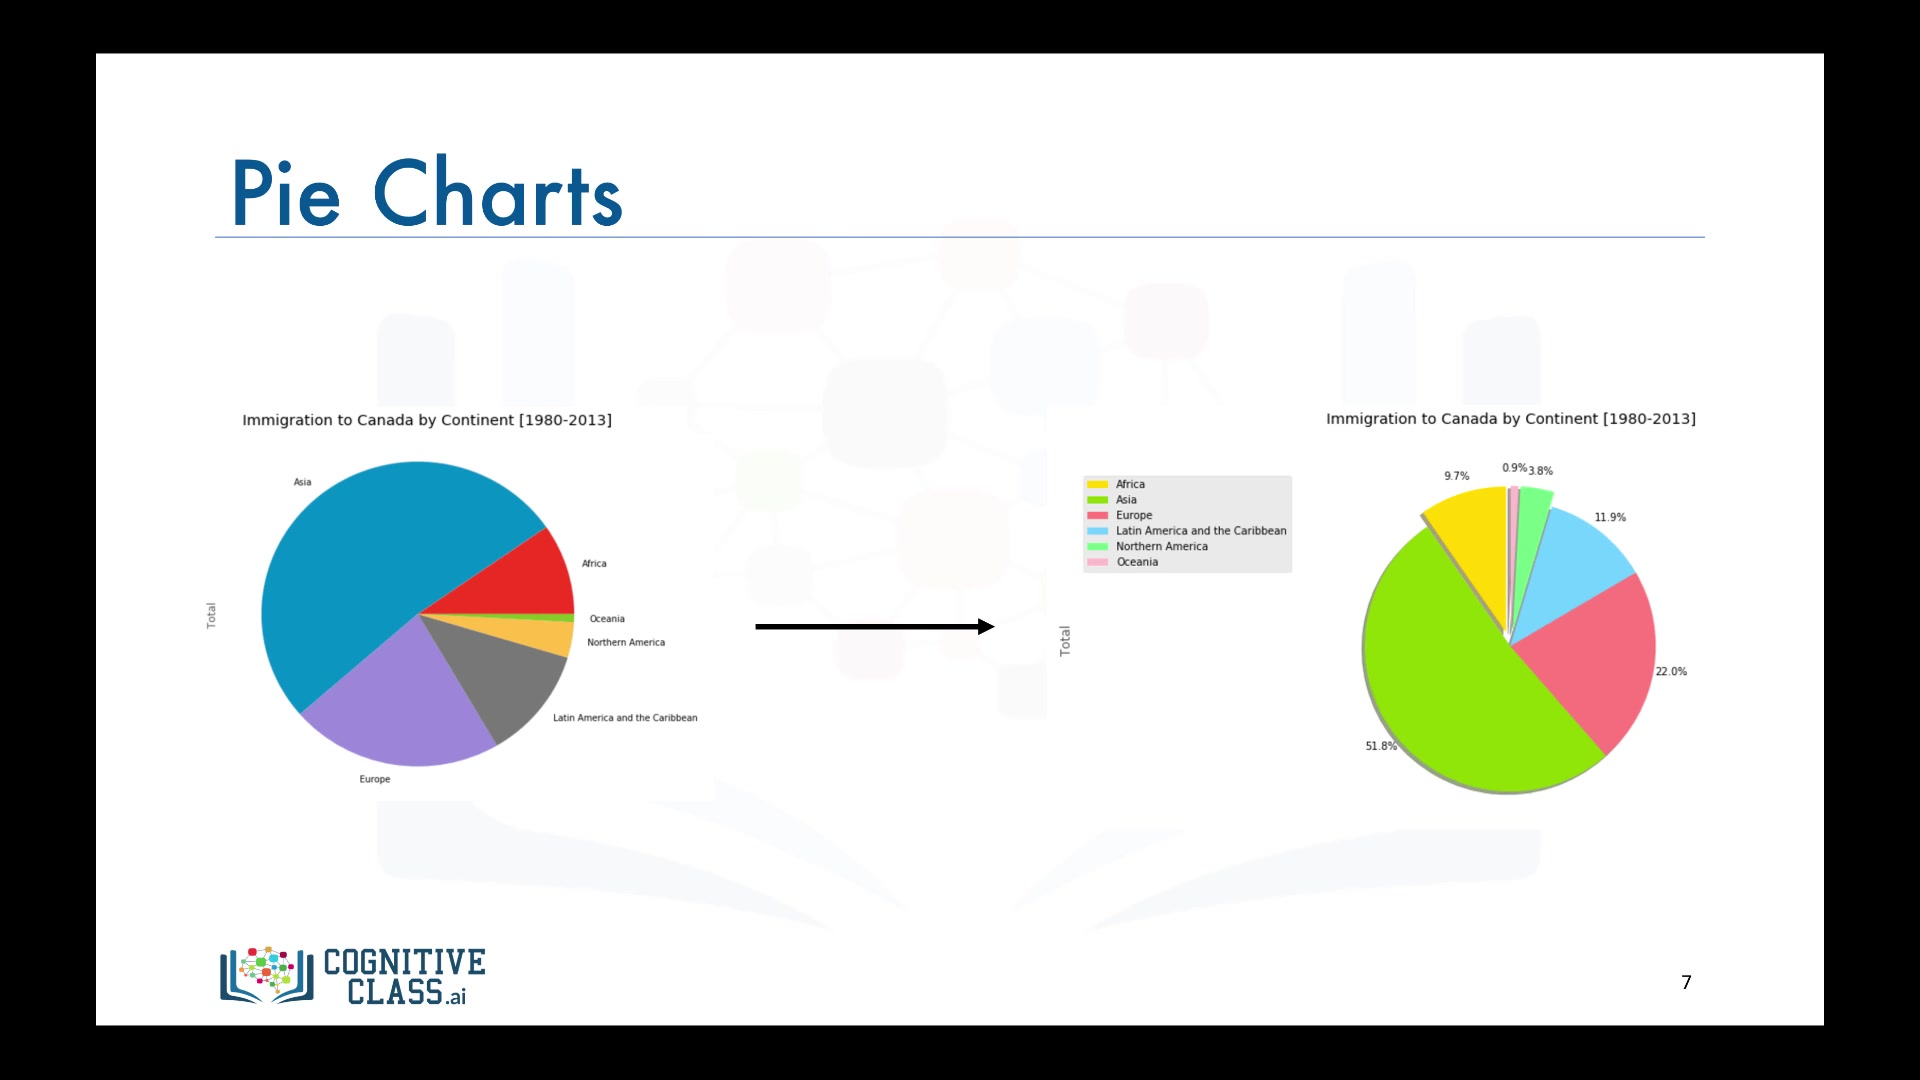 Pie Charts
Immigration to Canada by Continent [1980-2013]
Asia
Africa
Oceania
Northern America
Latin America and the Caribbean
Europe
Total
Immigration to Canada by Continent [1980-2013]
Africa
Asia
Europe
Latin America and the Caribbean
Northern America
Oceania
Total
9.7%
0.9%
3.8%
11.9%
22.0%
51.8%
COGNITIVE
CLASS.ai
7